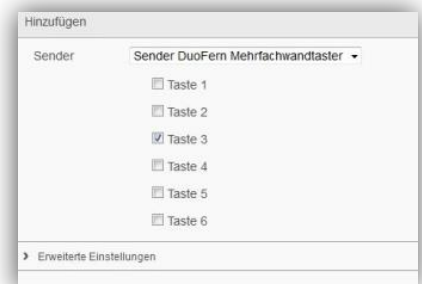 Hinzufügen
Sender Sender DuoFern Mehrfachwandtaster
Taste 1
Taste 2
Taste 3
Taste 4
Taste 5
Taste 6
Erweiterte Einstellungen